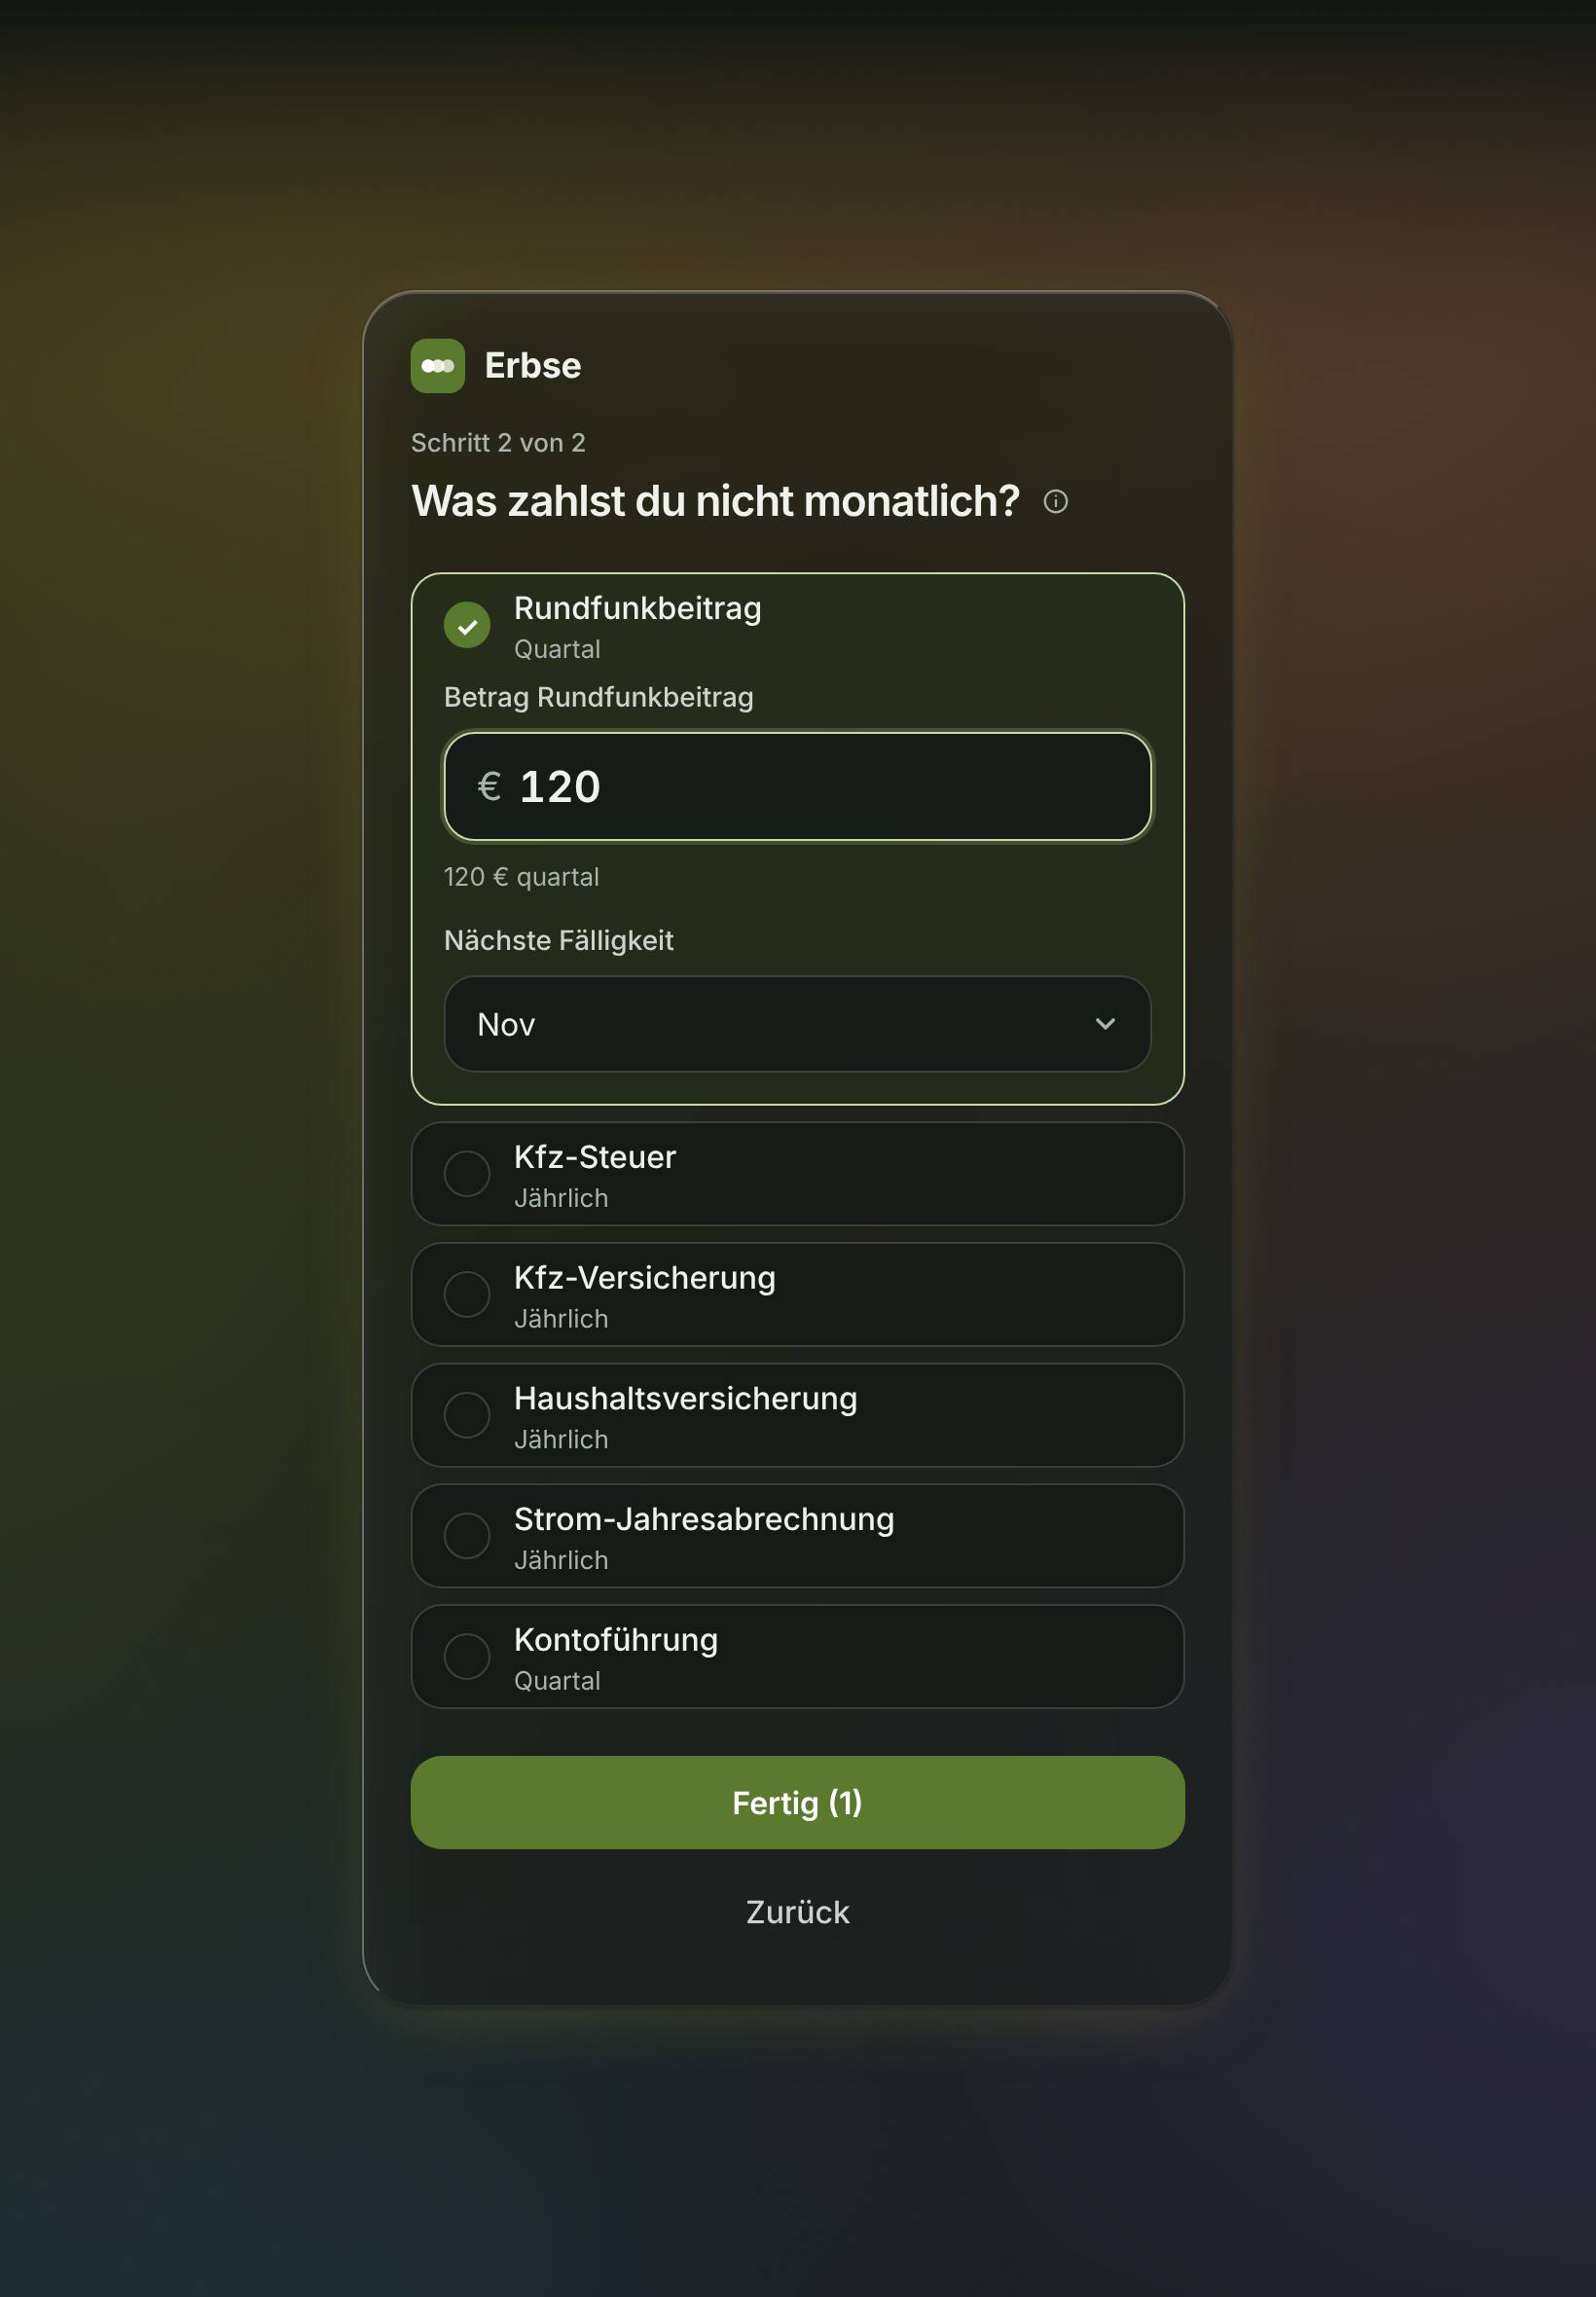 Erbse
Schritt 2 von 2
Was zahlst du nicht monatlich?
Rundfunkbeitrag
Quartal
Betrag Rundfunkbeitrag
€ 120
120 € quartal
Nächste Fälligkeit
Nov
Kfz-Steuer
Jährlich
Kfz-Versicherung
Jährlich
Haushaltsversicherung
Jährlich
Strom-Jahresabrechnung
Jährlich
Kontoführung
Quartal
Fertig (1)
Zurück